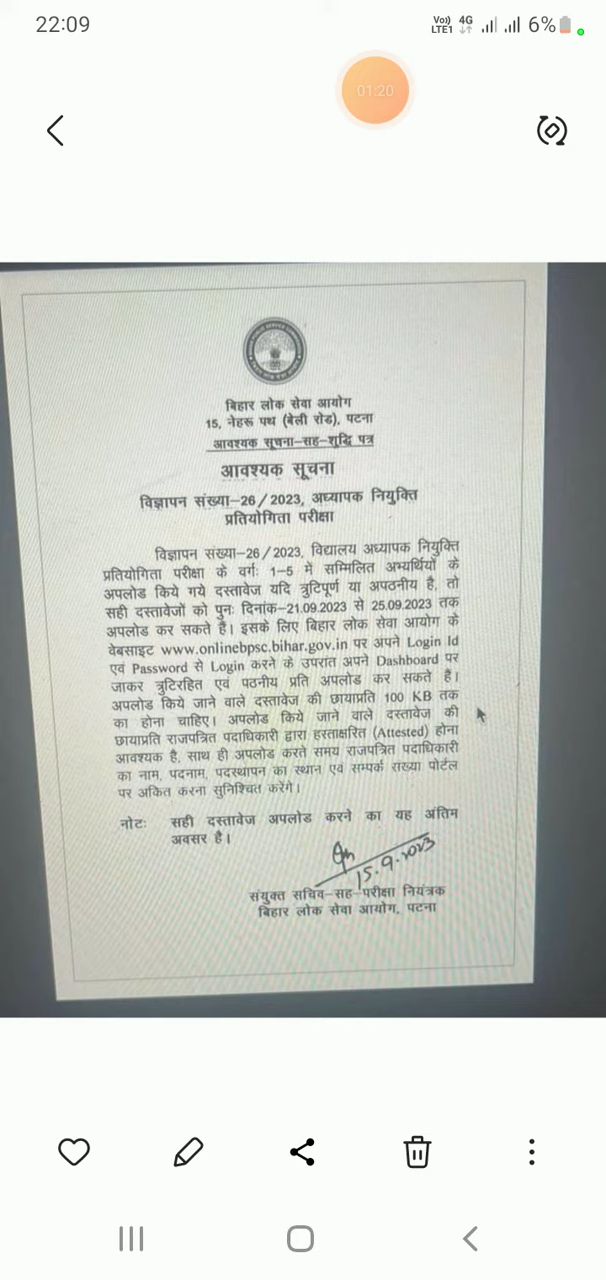 22:09
Vo)) LTE1 4G 6%
01:20
बिहार लोक सेवा आयोग
15, नेहरू पथ (बेली रोड), पटना
आवश्यक सूचना-सह-शुद्धि पत्र
आवश्यक सूचना
विज्ञापन संख्या-26/2023, अध्यापक नियुक्ति
प्रतियोगिता परीक्षा
विज्ञापन संख्या-26/2023, विद्यालय अध्यापक नियुक्ति
प्रतियोगिता परीक्षा के वर्गः 1-5 में सम्मिलित अभ्यर्थियों के
अपलोड किये गये दस्तावेज यदि त्रुटिपूर्ण या अपठनीय है, तो
सही दस्तावेजों को पुनः दिनांक-21.09.2023 से 25.09.2023 तक
अपलोड कर सकते हैं। इसके लिए बिहार लोक सेवा आयोग के
वेबसाइट www.onlinebpsc.bihar.gov.in पर अपने Login Id
एवं Password से Login करने के उपरांत अपने Dashboard पर
जाकर त्रुटिरहित एवं पठनीय प्रति अपलोड कर सकते हैं।
अपलोड किये जाने वाले दस्तावेज की छायाप्रति 100 KB तक
का होना चाहिए। अपलोड किये जाने वाले दस्तावेज की
छायाप्रति राजपत्रित पदाधिकारी द्वारा हस्ताक्षरित (Attested) होना
आवश्यक है, साथ ही अपलोड करते समय राजपत्रित पदाधिकारी
का नाम, पदनाम, पदस्थापन का स्थान एवं सम्पर्क संख्या पोर्टल
पर अंकित करना सुनिश्चित करेंगे।
नोटः सही दस्तावेज अपलोड करने का यह अंतिम
अवसर है।
15.9.2023
संयुक्त सचिव-सह-परीक्षा नियंत्रक
बिहार लोक सेवा आयोग, पटना